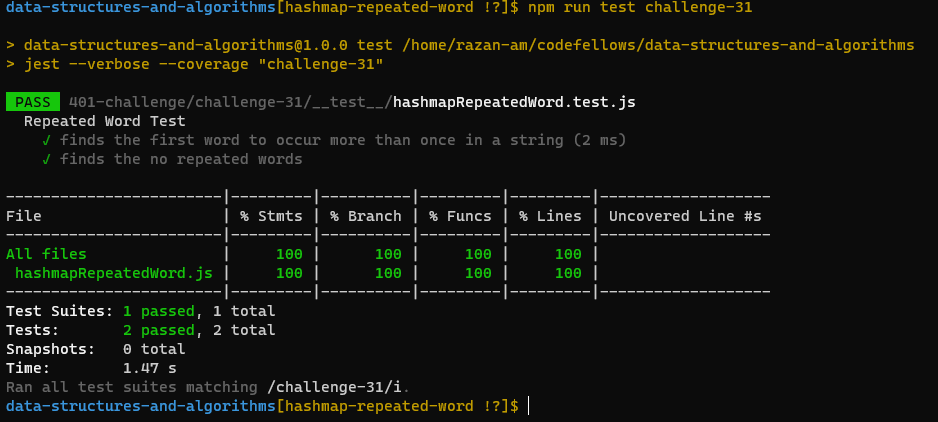 data-structures-and-algorithms[hashmap-repeated-word !?]$ npm run test challenge-31
> data-structures-and-algorithms@1.0.0 test /home/razan-am/codefellows/data-structures-and-algorithms
> jest --verbose --coverage "challenge-31"
PASS 401-challenge/challenge-31/__test__/hashmapRepeatedWord.test.js
  Repeated Word Test
    √ finds the first word to occur more than once in a string (2 ms)
    √ finds the no repeated words
------------------------|---------|----------|---------|---------|-------------------
File                    | % Stmts | % Branch | % Funcs | % Lines | Uncovered Line #s
------------------------|---------|----------|---------|---------|-------------------
All files               |     100 |      100 |     100 |     100 |
 hashmapRepeatedWord.js |     100 |      100 |     100 |     100 |
------------------------|---------|----------|---------|---------|-------------------
Test Suites: 1 passed, 1 total
Tests:       2 passed, 2 total
Snapshots:   0 total
Time:        1.47 s
Ran all test suites matching /challenge-31/i.
data-structures-and-algorithms[hashmap-repeated-word !?]$